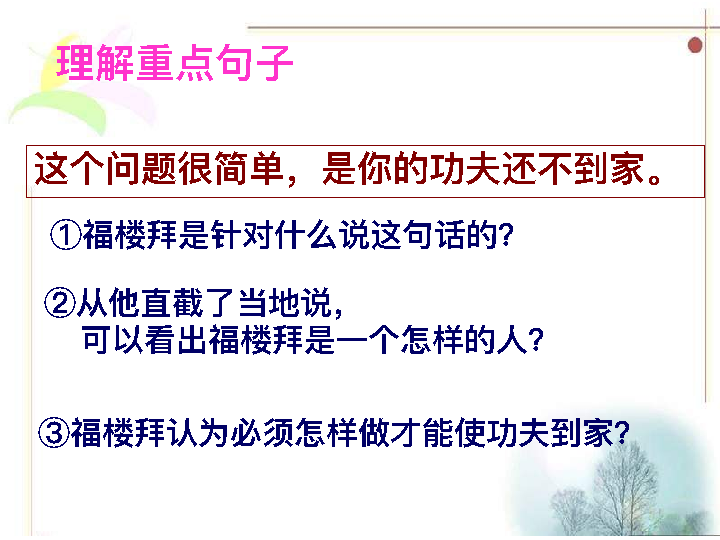 理解重点句子
这个问题很简单，是你的功夫还不到家。
①福楼拜是针对什么说这句话的?
②从他直截了当地说，
可以看出福楼拜是一个怎样的人?
③福楼拜认为必须怎样做才能使功夫到家?